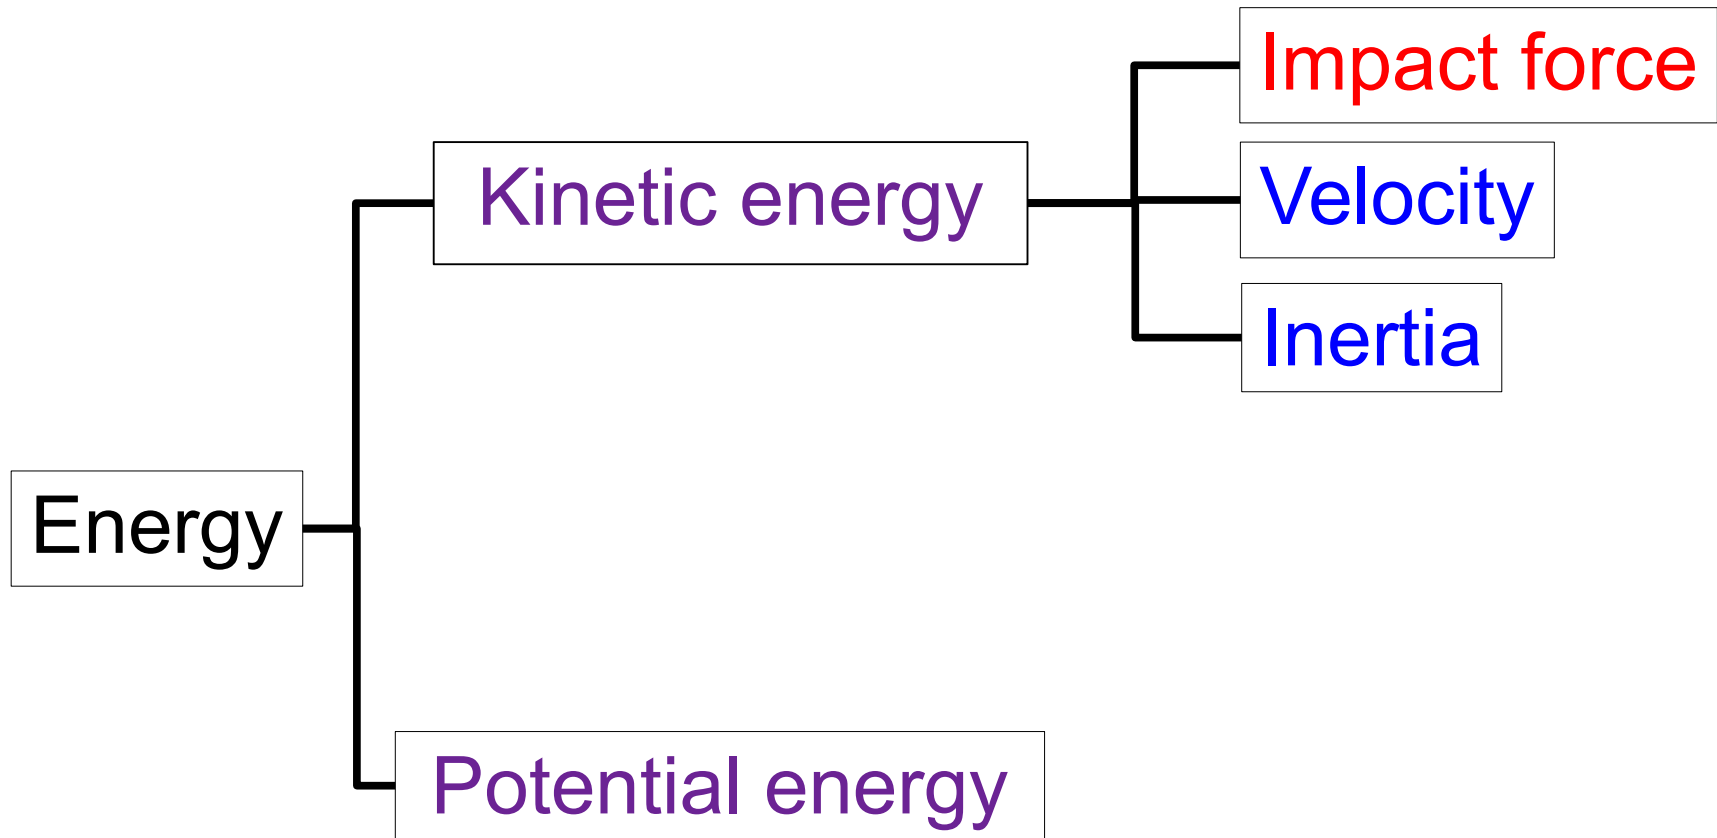 Impact force
Kinetic energy
Velocity
Inertia
Energy
Potential energy